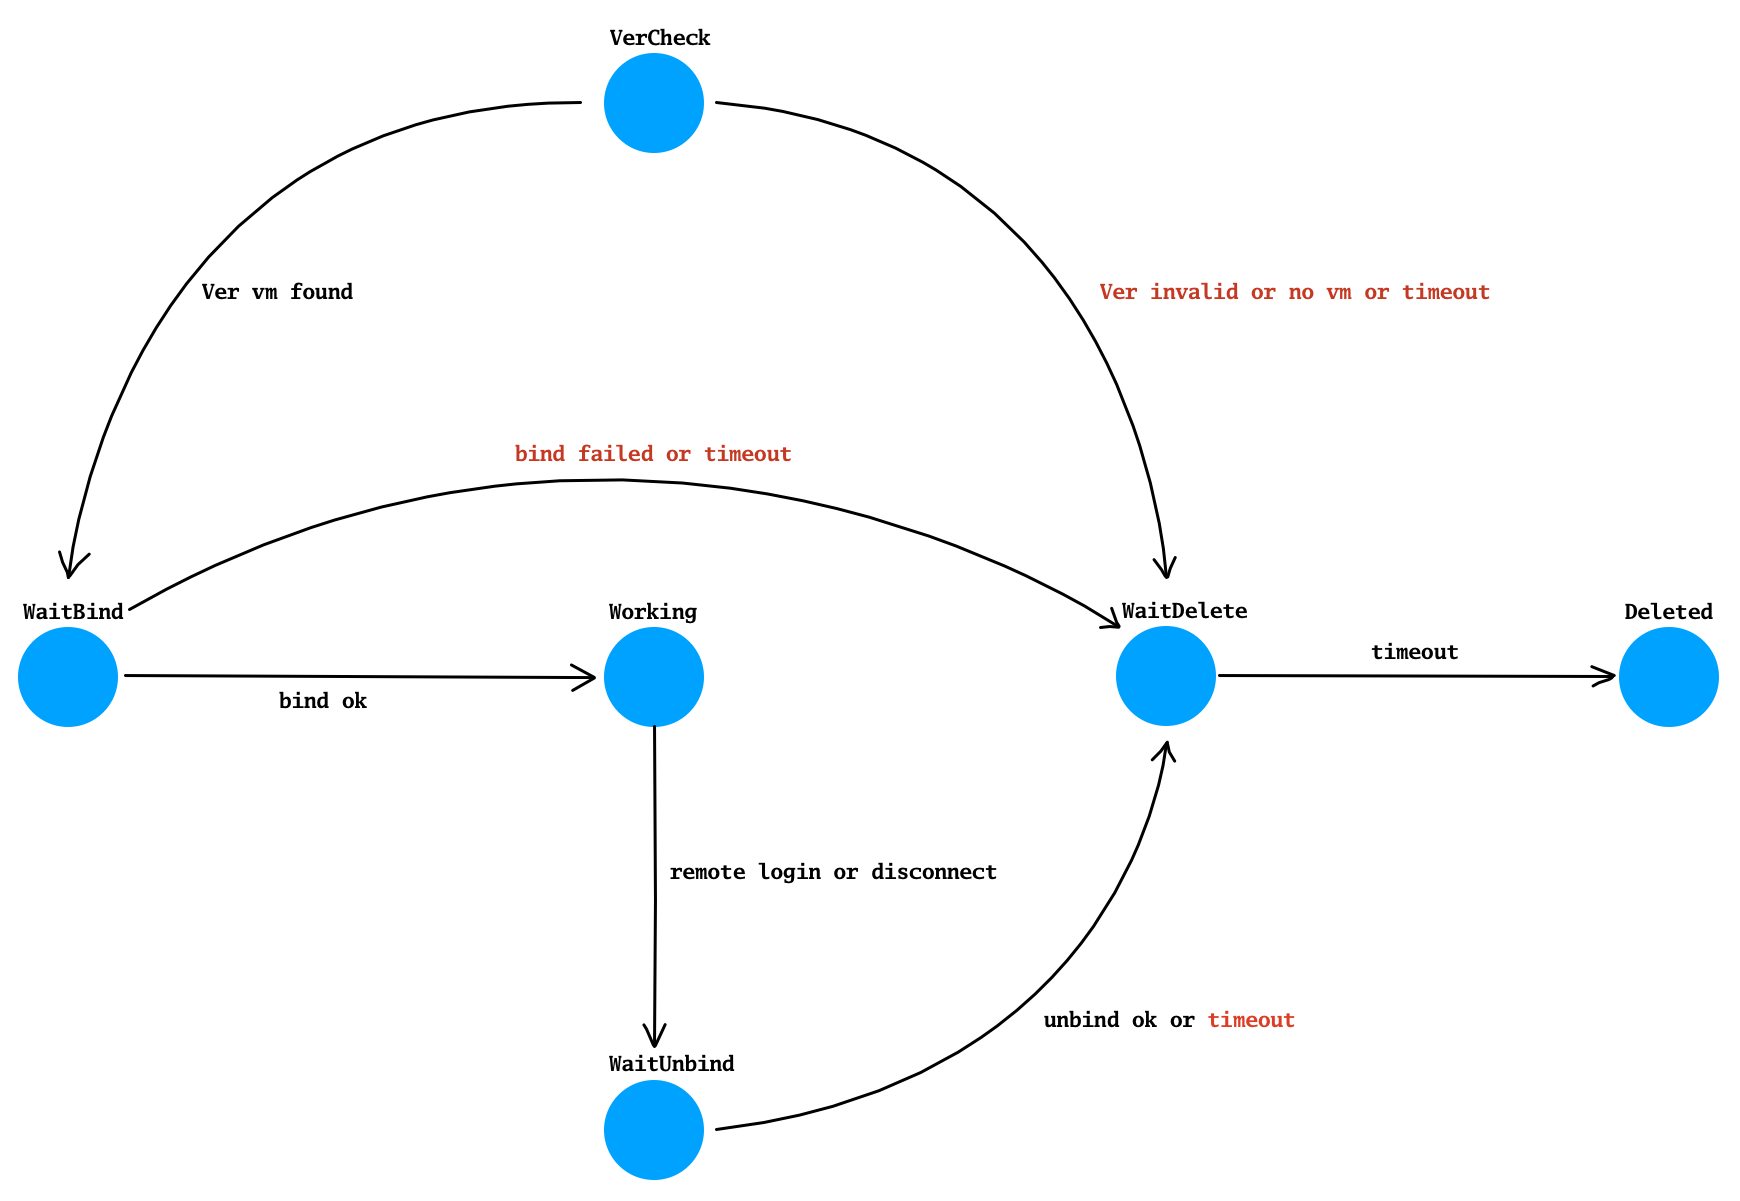 VerCheck
Ver vm found
Ver invalid or no vm or timeout
bind failed or timeout
WaitBind
Working
WaitDelete
Deleted
timeout
bind ok
remote login or disconnect
unbind ok or timeout
WaitUnbind